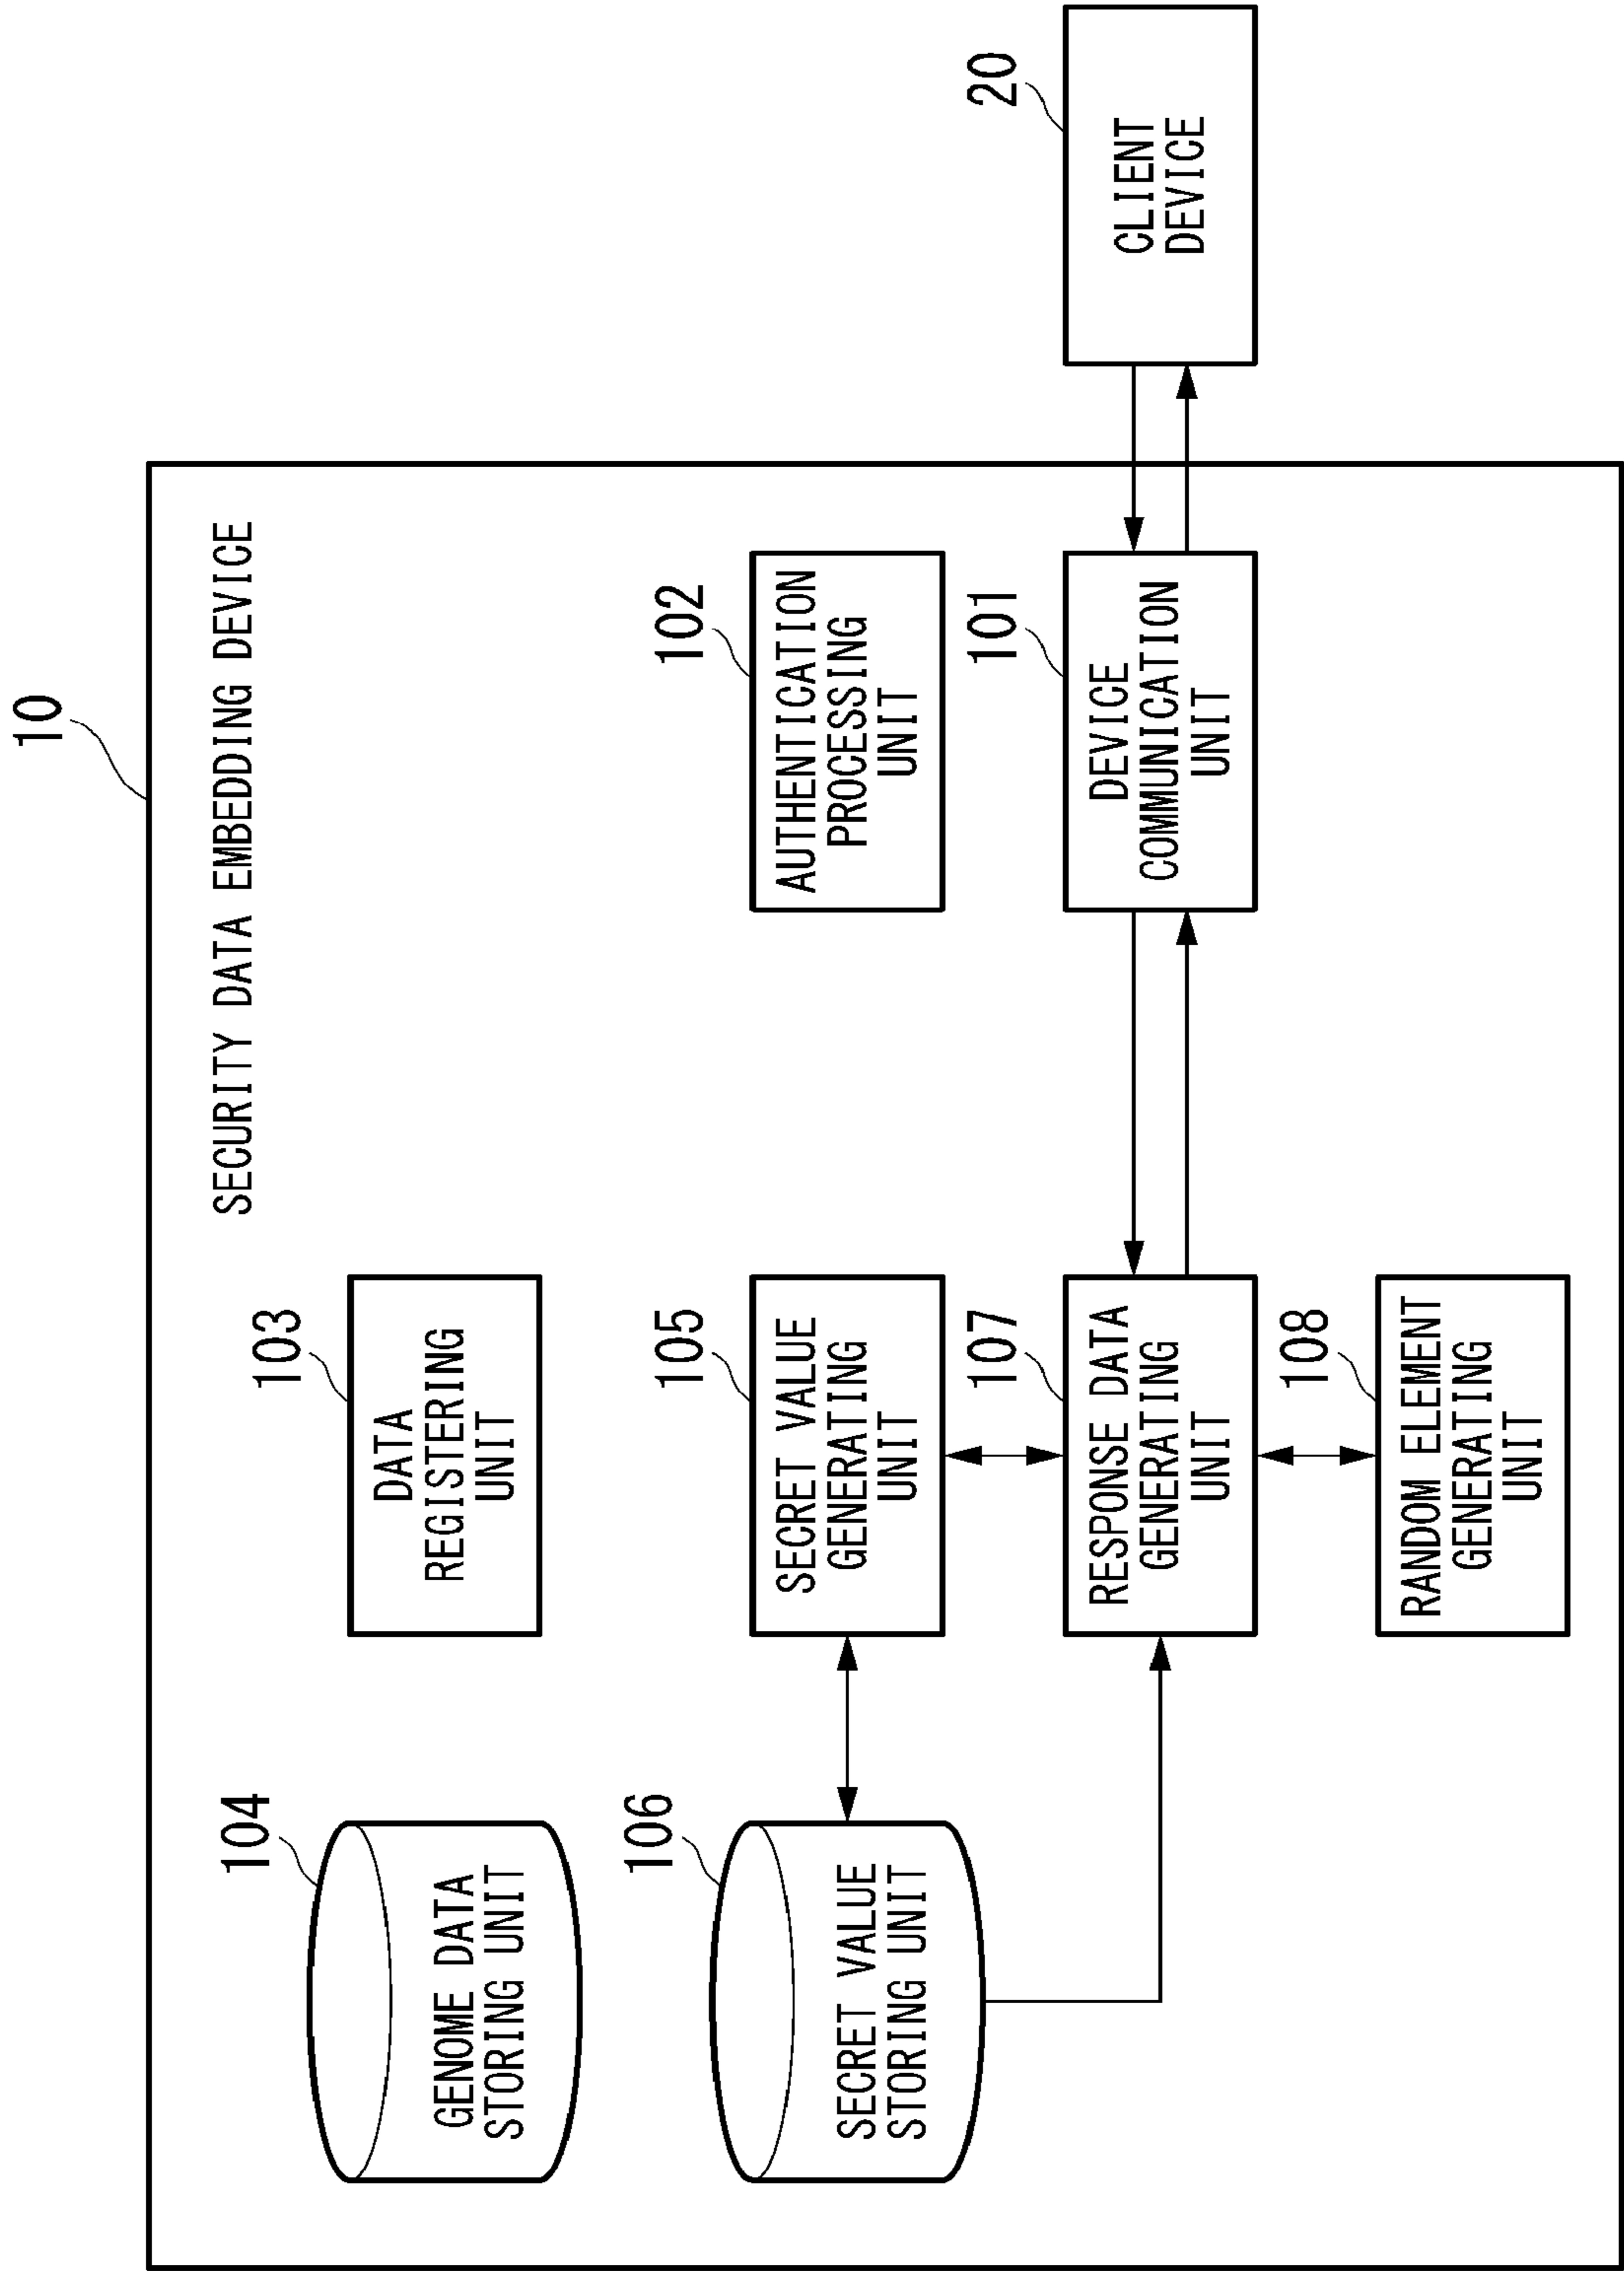 10
SECURITY DATA EMBEDDING DEVICE
104
GENOME DATA
STORING UNIT
103
DATA
REGISTERING
UNIT
106
SECRET VALUE
STORING UNIT
105
SECRET VALUE
GENERATING
UNIT
102
AUTHENTICATION
PROCESSING
UNIT
107
RESPONSE DATA
GENERATING
UNIT
101
DEVICE
COMMUNICATION
UNIT
20
CLIENT
DEVICE
108
RANDOM ELEMENT
GENERATING
UNIT